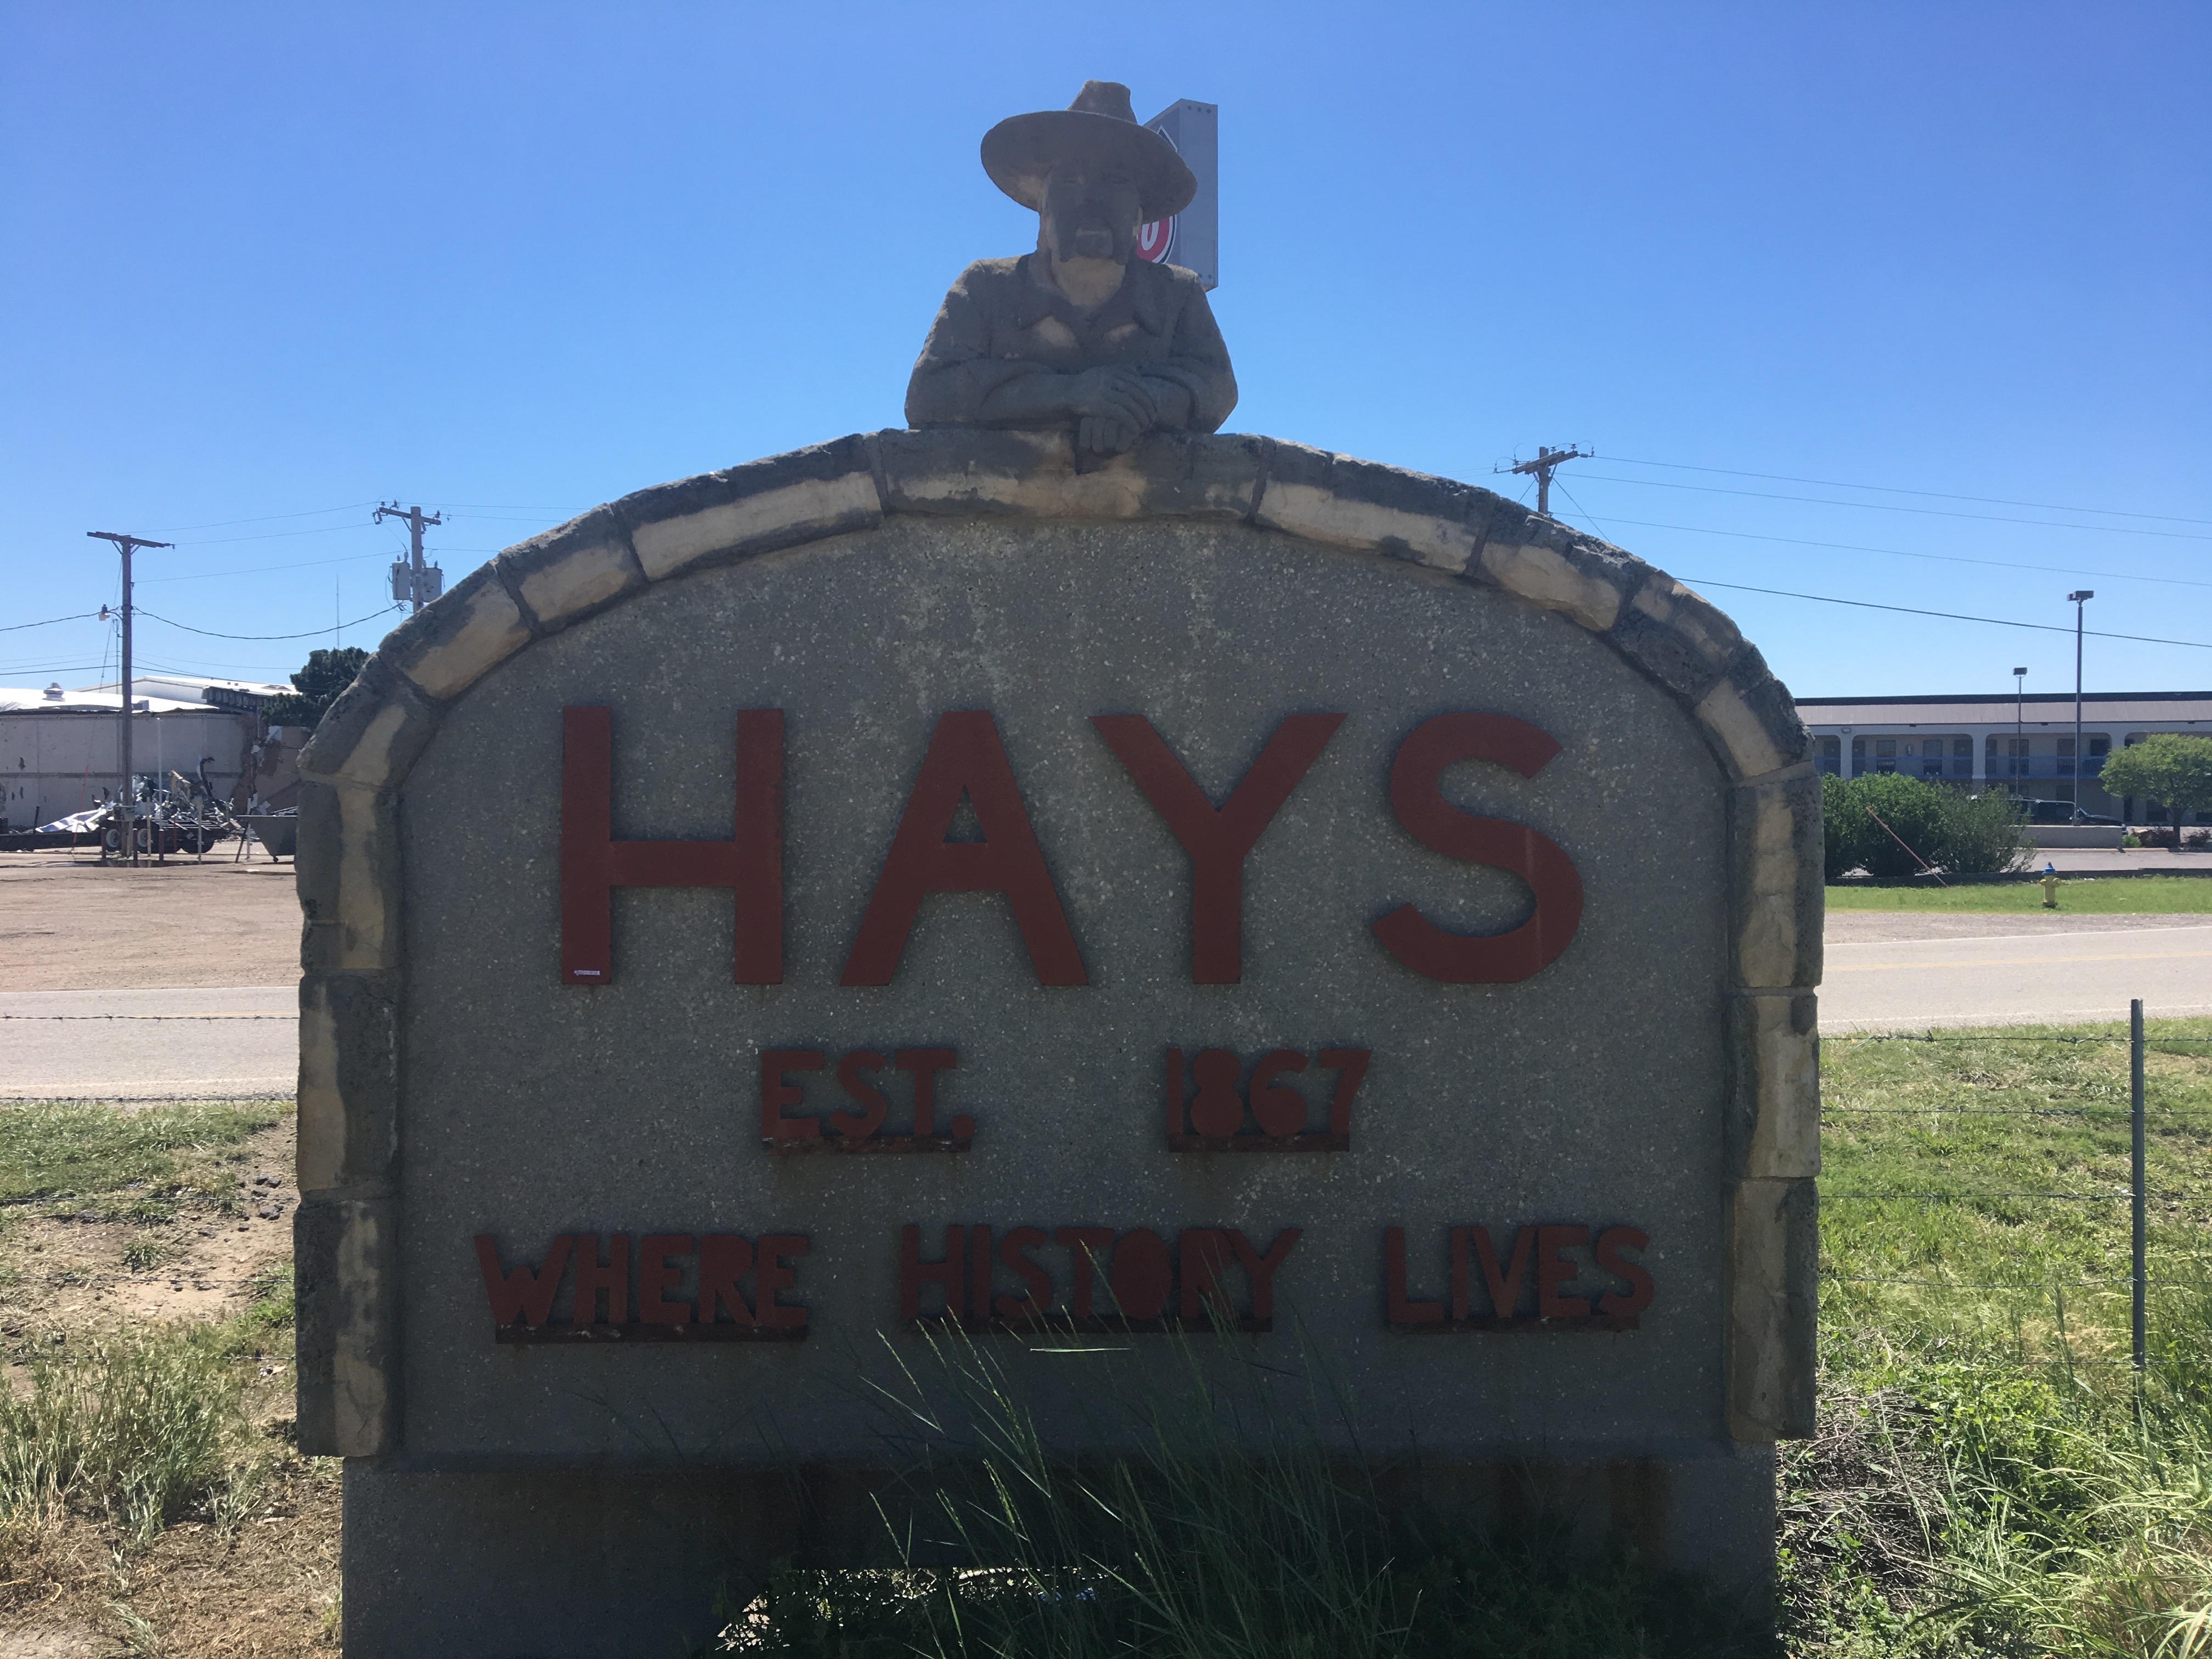 HAYS
EST. 1867
WHERE HISTORY LIVES